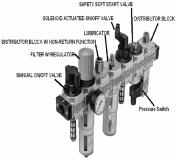 SAFETY SOFT START VALVE
SOLENOID ACTUATED ON/OFF VALVE
DISTRIBUTOR BLOCK
LUBRICATOR
DISTRIBUTOR BLOCK W/ NON-RETURN FUNCTION
FILTER W/REGULATOR
MANUAL ON/OFF VALVE
Pressure Switch